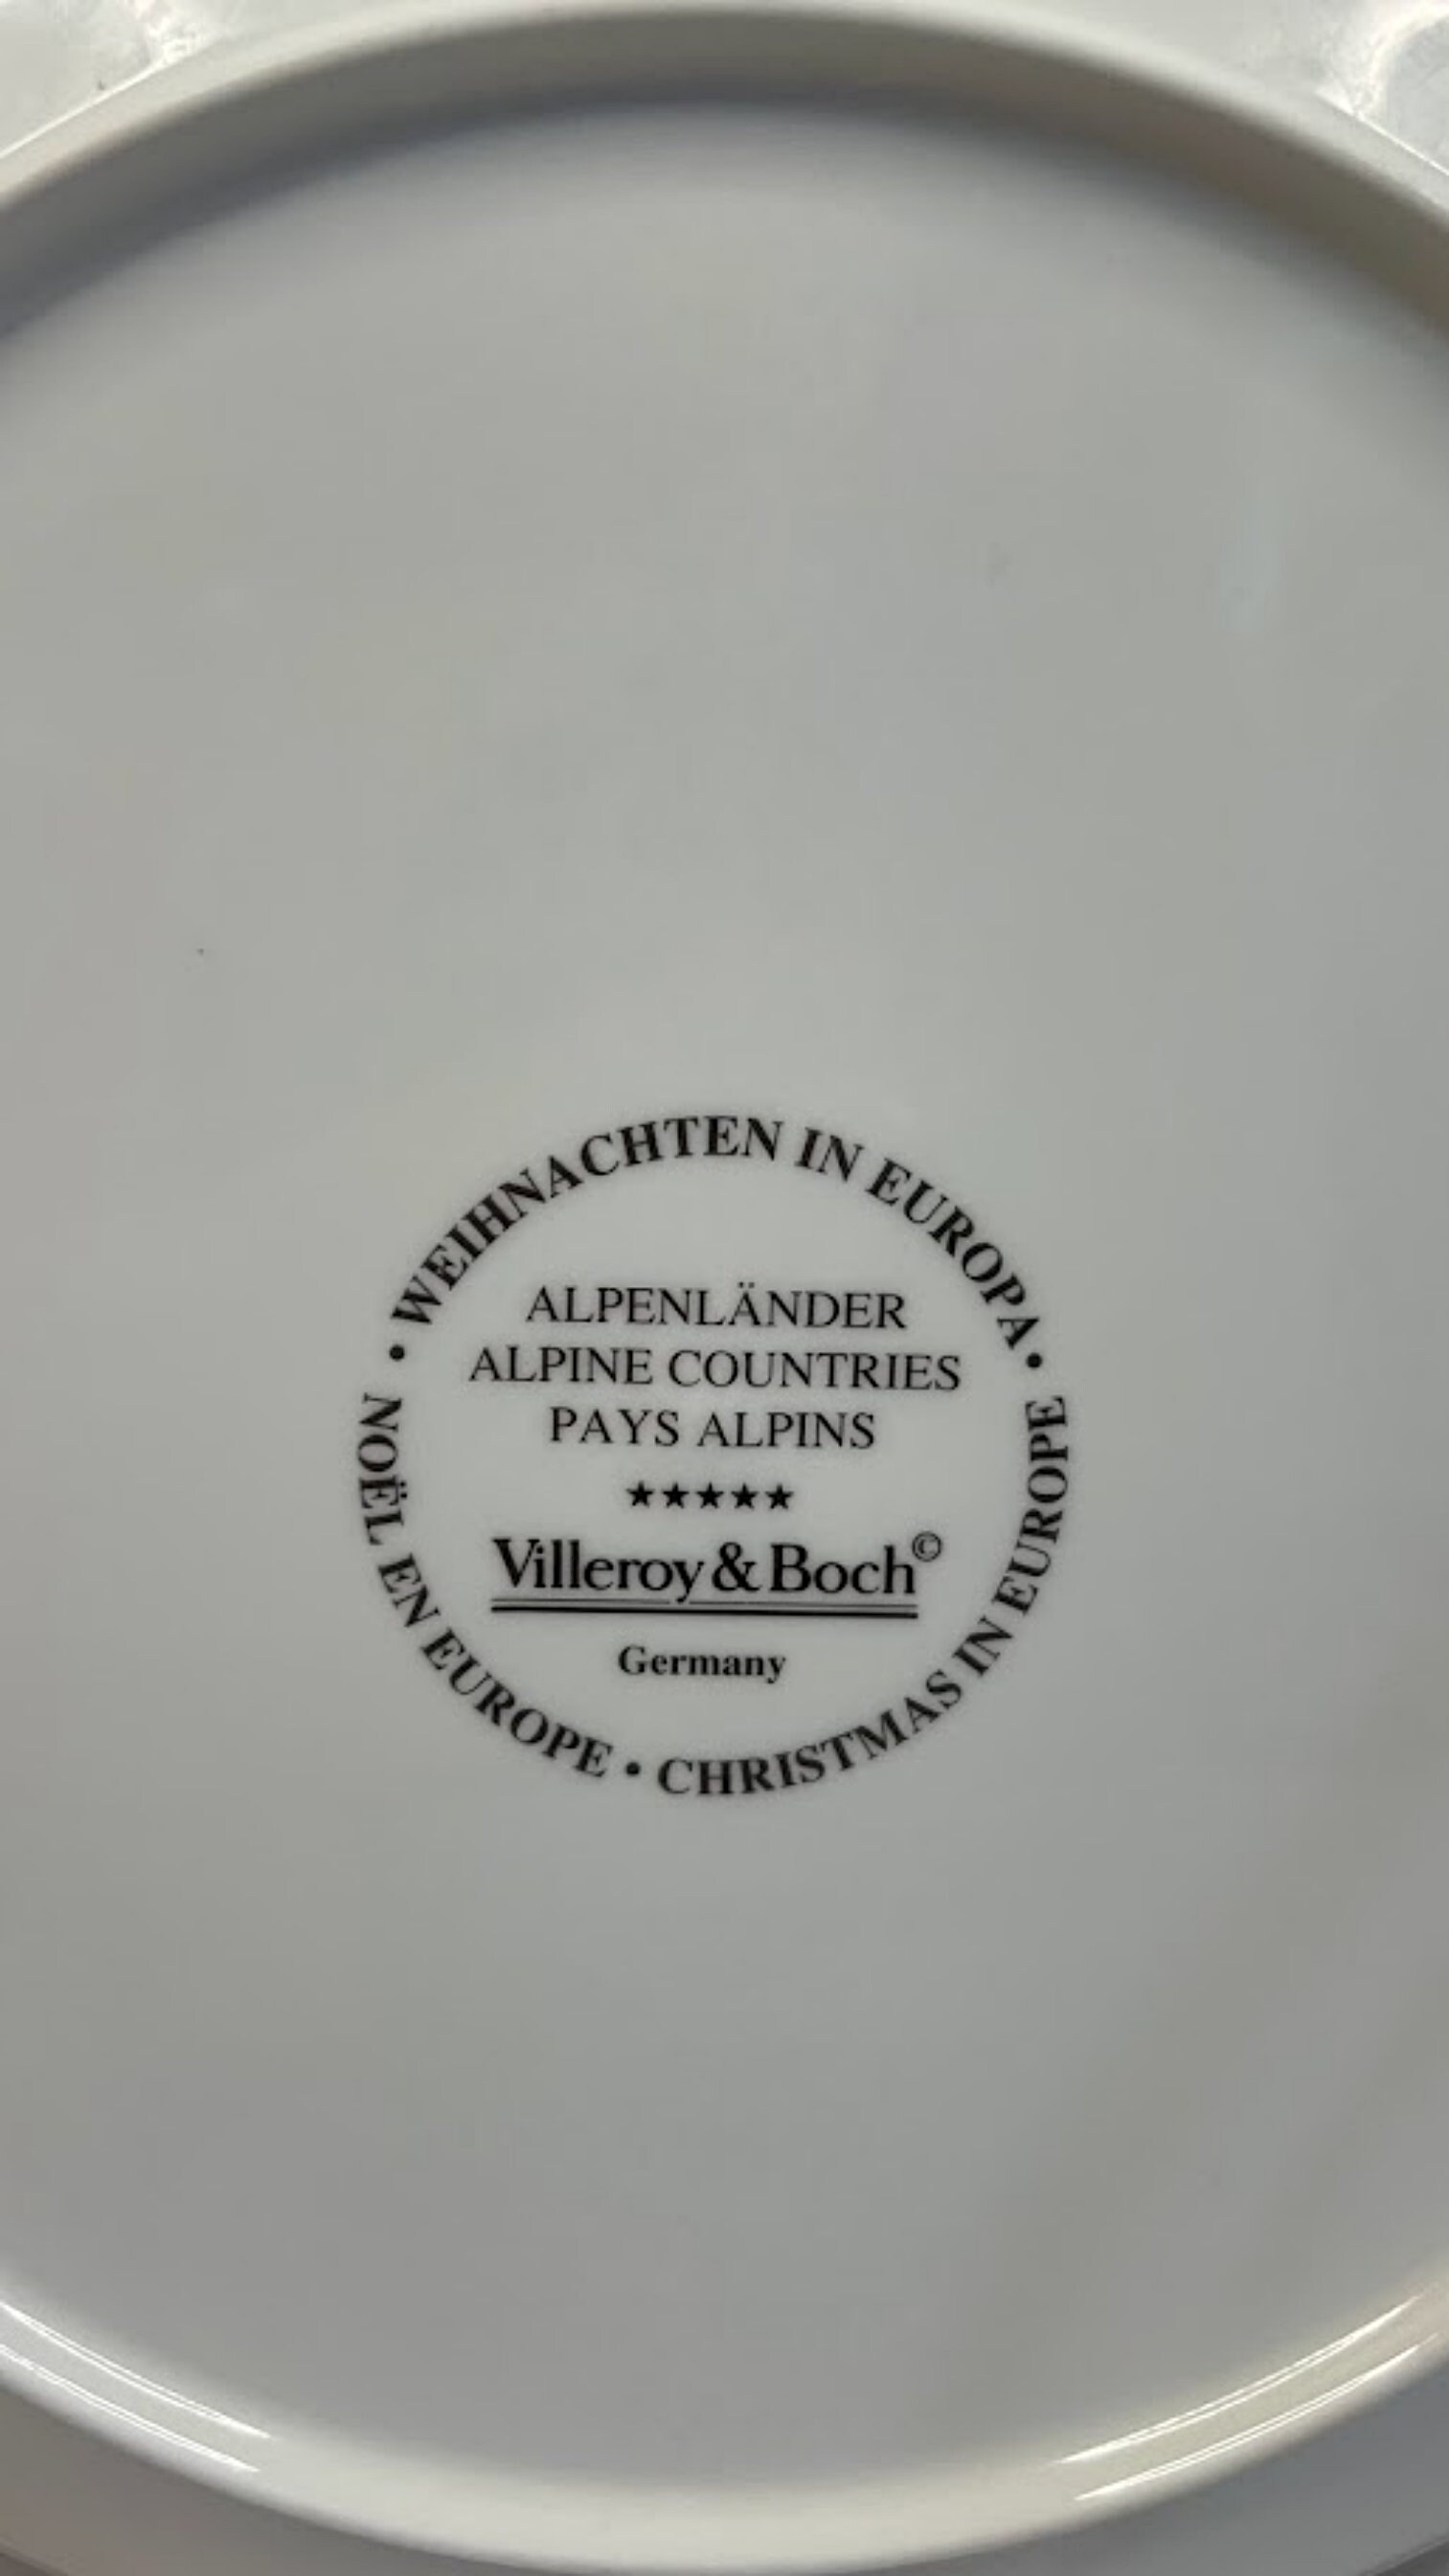 • WEIHNACHTEN IN EUROPA •
ALPENLÄNDER
ALPINE COUNTRIES
PAYS ALPINS
★★★★★
Villeroy & Boch©
Germany
NOËL EN EUROPE • CHRISTMAS IN EUROPE